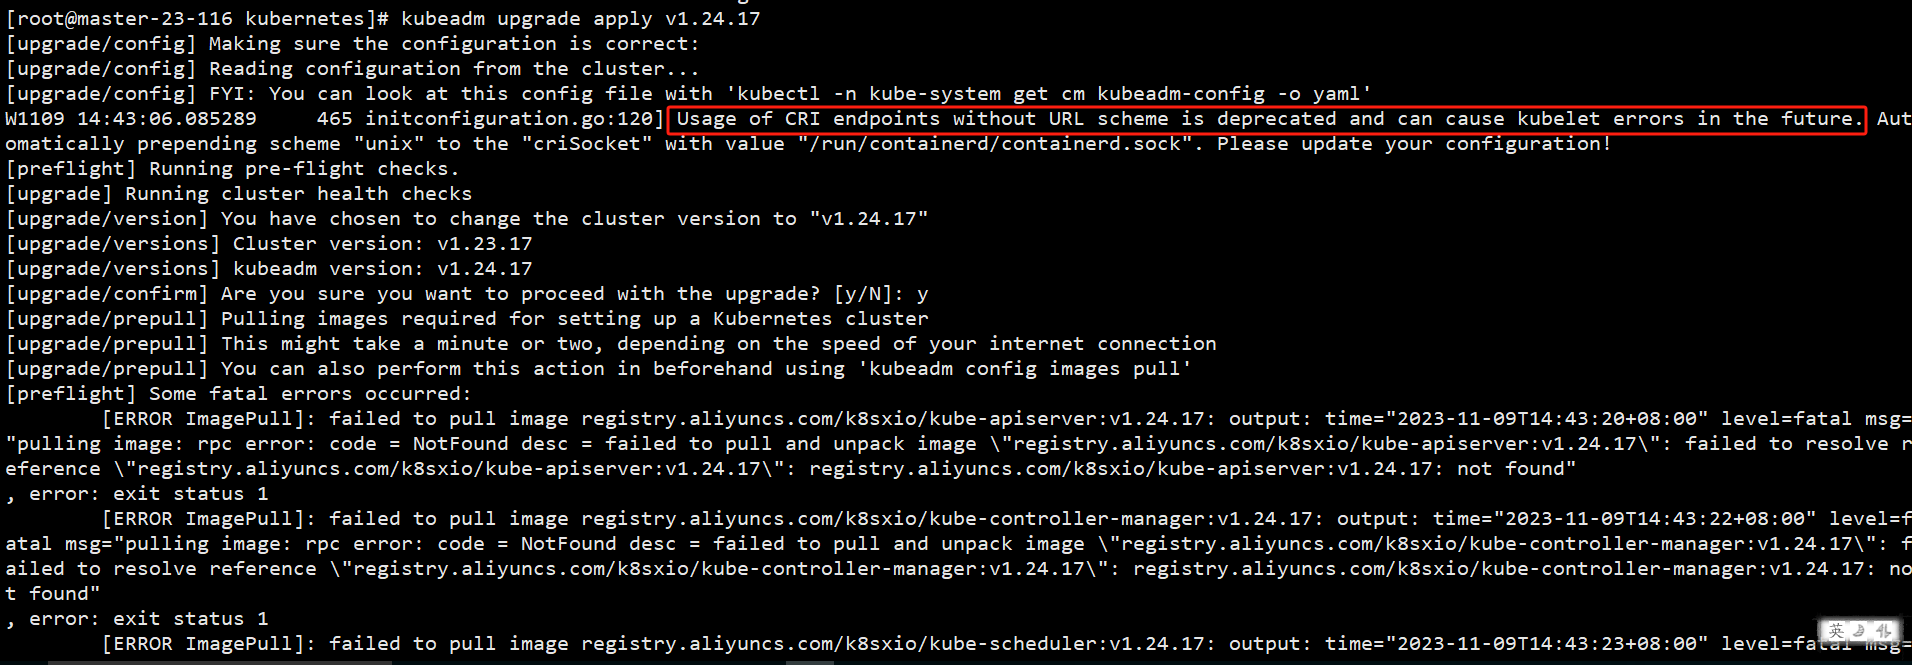 [root@master-23-116 kubernetes]# kubeadm upgrade apply v1.24.17
[upgrade/config] Making sure the configuration is correct:
[upgrade/config] Reading configuration from the cluster...
[upgrade/config] FYI: You can look at this config file with 'kubectl -n kube-system get cm kubeadm-config -o yaml'
W1109 14:43:06.085289     465 initconfiguration.go:120] Usage of CRI endpoints without URL scheme is deprecated and can cause kubelet errors in the future. Aut
omatically prepending scheme "unix" to the "criSocket" with value "/run/containerd/containerd.sock". Please update your configuration!
[preflight] Running pre-flight checks.
[upgrade] Running cluster health checks
[upgrade/version] You have chosen to change the cluster version to "v1.24.17"
[upgrade/versions] Cluster version: v1.23.17
[upgrade/versions] kubeadm version: v1.24.17
[upgrade/confirm] Are you sure you want to proceed with the upgrade? [y/N]: y
[upgrade/prepull] Pulling images required for setting up a Kubernetes cluster
[upgrade/prepull] This might take a minute or two, depending on the speed of your internet connection
[upgrade/prepull] You can also perform this action in beforehand using 'kubeadm config images pull'
[preflight] Some fatal errors occurred:
        [ERROR ImagePull]: failed to pull image registry.aliyuncs.com/k8sxio/kube-apiserver:v1.24.17: output: time="2023-11-09T14:43:20+08:00" level=fatal msg=
"pulling image: rpc error: code = NotFound desc = failed to pull and unpack image \"registry.aliyuncs.com/k8sxio/kube-apiserver:v1.24.17\": failed to resolve r
eference \"registry.aliyuncs.com/k8sxio/kube-apiserver:v1.24.17\": registry.aliyuncs.com/k8sxio/kube-apiserver:v1.24.17: not found"
, error: exit status 1
        [ERROR ImagePull]: failed to pull image registry.aliyuncs.com/k8sxio/kube-controller-manager:v1.24.17: output: time="2023-11-09T14:43:22+08:00" level=f
atal msg="pulling image: rpc error: code = NotFound desc = failed to pull and unpack image \"registry.aliyuncs.com/k8sxio/kube-controller-manager:v1.24.17\": f
ailed to resolve reference \"registry.aliyuncs.com/k8sxio/kube-controller-manager:v1.24.17\": registry.aliyuncs.com/k8sxio/kube-controller-manager:v1.24.17: no
t found"
, error: exit status 1
        [ERROR ImagePull]: failed to pull image registry.aliyuncs.com/k8sxio/kube-scheduler:v1.24.17: output: time="2023-11-09T14:43:23+08:00" level=fatal msg=
英